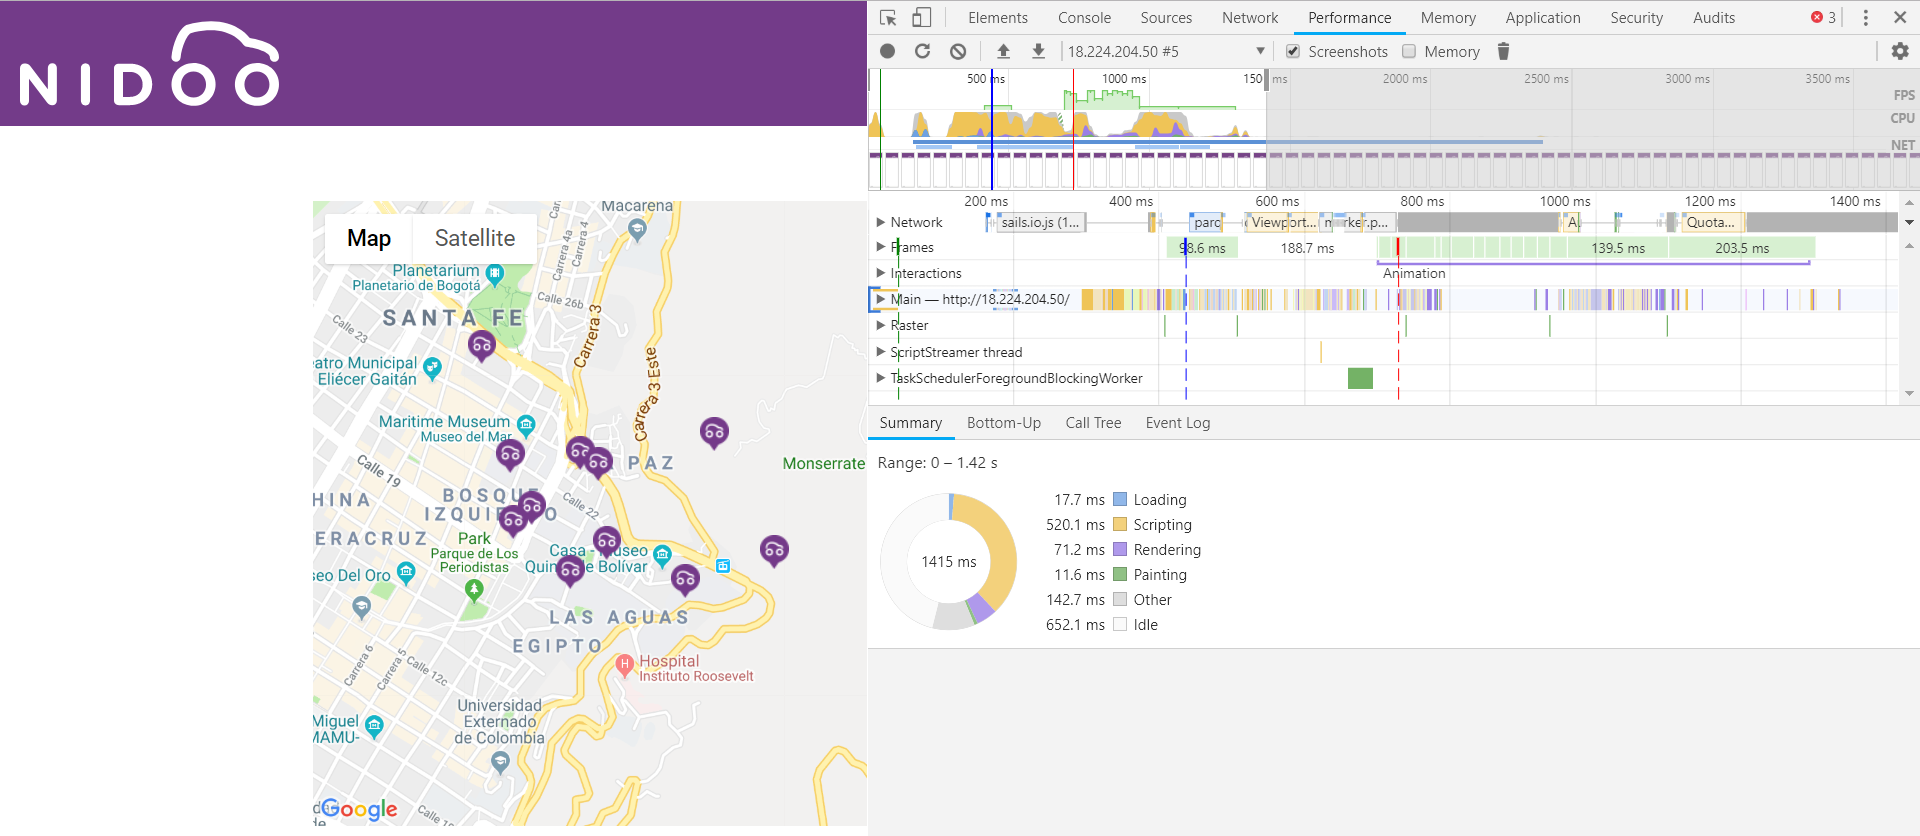 NIDOO
Map
Satellite
Macarena
Carrera 4a
Calle 26b
Carrera 3
Planetarium
Planetario de Bogotá
SANTA FE
Calle 23
eatro Municipal
Eliécer Gaitán
Carrera 3 Este
Maritime Museum
Museo del Mar
Calle 19
PAZ
Monserrate
HINA
BOSQUE
IZQUIE
O
Calle 22
ERACRUZ
Park
Parque de Los
Periodistas
Casa - Museo
Quin
de Bolívar
seo Del Oro
LAS AGUAS
EGIPTO
Carrera 6
Carrera 5
Calle 12c
Hospital
Instituto Roosevelt
Universidad
Externado
de Colombia
Miguel
MAMU-
Google
Calle 10
da
de
Elements
Console
Sources
Network
Performance
Memory
Application
Security
Audits
3
18.224.204.50 #5
Screenshots
Memory
500 ms
1000 ms
150
ms
2000 ms
2500 ms
3000 ms
3500 ms
FPS
CPU
NET
200 ms
400 ms
600 ms
800 ms
1000 ms
1200 ms
1400 ms
Network
sails.io.js (1...
parq
Viewport...
rker.p...
A
Quota...
Frames
98.6 ms
188.7 ms
139.5 ms
203.5 ms
Interactions
Animation
Main — http://18.224.204.50/
Raster
ScriptStreamer thread
TaskSchedulerForegroundBlockingWorker
Summary
Bottom-Up
Call Tree
Event Log
Range: 0 – 1.42 s
1415 ms
17.7 ms Loading
520.1 ms Scripting
71.2 ms Rendering
11.6 ms Painting
142.7 ms Other
652.1 ms Idle